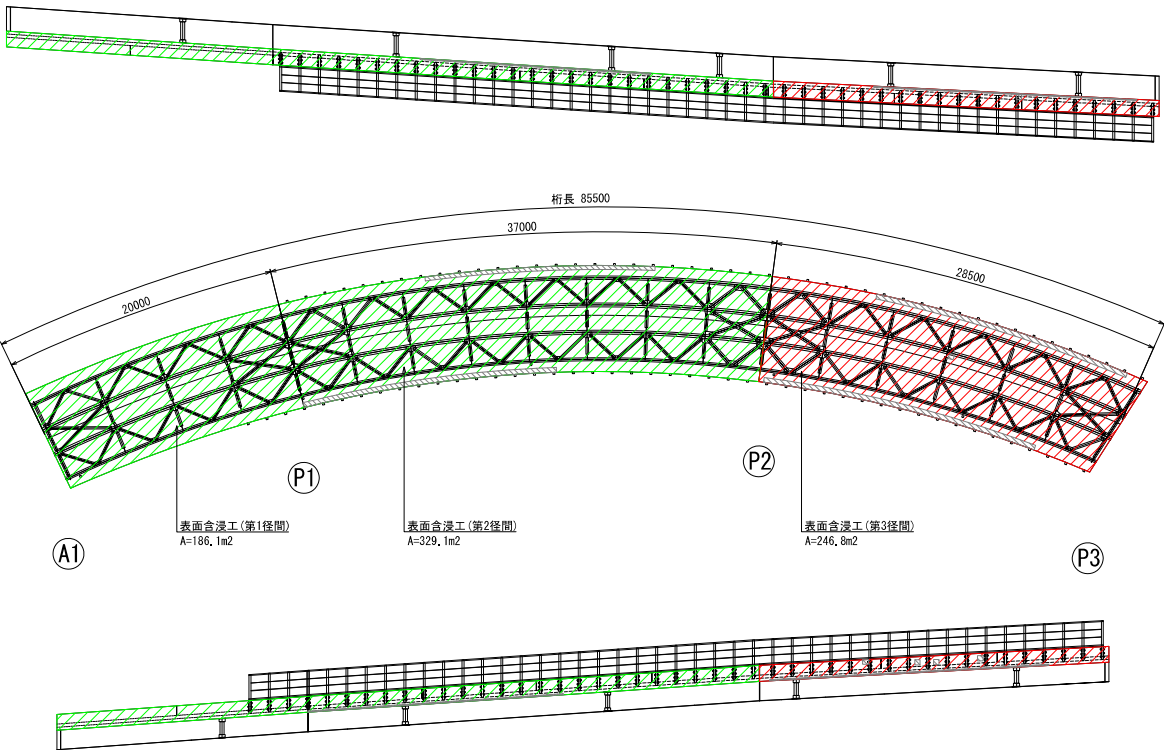 桁長 85500
37000
20000
28500
P1
P2
表面含浸工(第1径間)
A=186.1m2
表面含浸工(第2径間)
A=329.1m2
表面含浸工(第3径間)
A=246.8m2
A1
P3